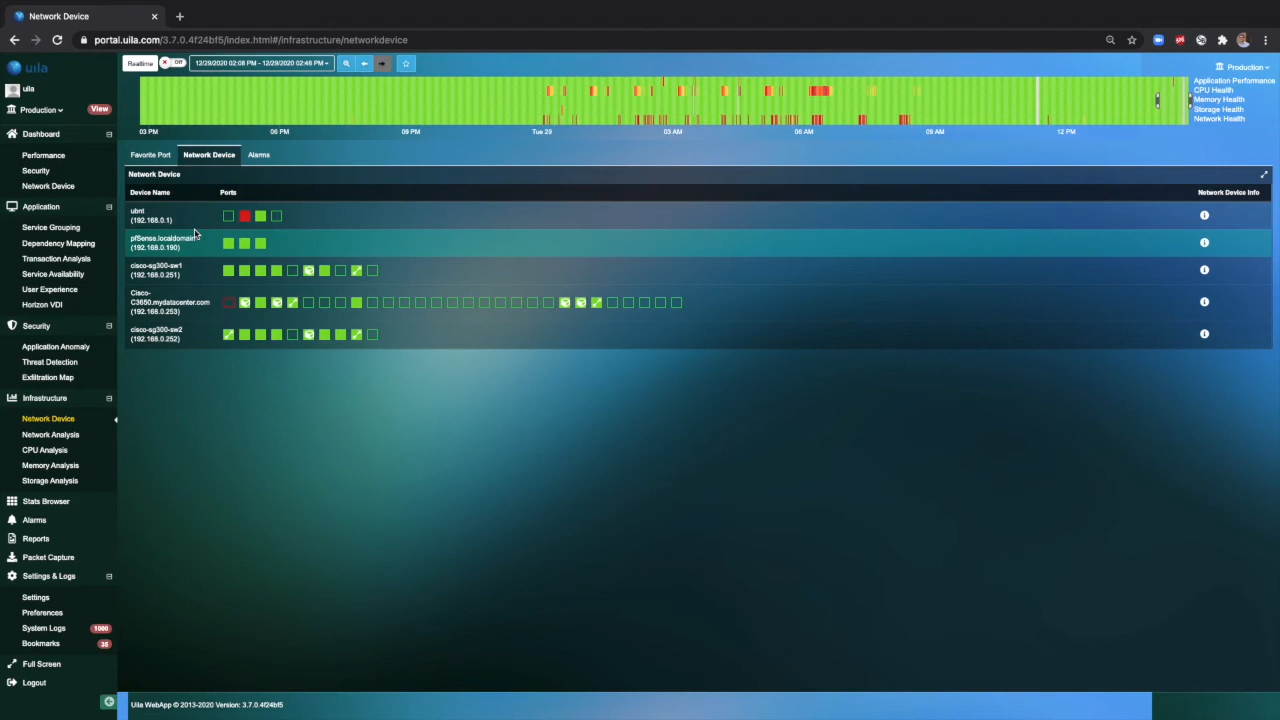 Network Device
portal.uila.com/3.7.0.4f24bf5/index.html#/infrastructure/networkdevice
uıla
Realtime
Off
12/29/2020 02:08 PM - 12/29/2020 02:48 PM
Production
uila
Production
View
Application Performance
CPU Health
Memory Health
Storage Health
Network Health
03 PM
06 PM
09 PM
Tue 29
03 AM
06 AM
09 AM
12 PM
Dashboard
Performance
Security
Network Device
Application
Service Grouping
Dependency Mapping
Transaction Analysis
Service Availability
User Experience
Horizon VDI
Security
Application Anomaly
Threat Detection
Exfiltration Map
Infrastructure
Network Device
Network Analysis
CPU Analysis
Memory Analysis
Storage Analysis
Stats Browser
Alarms
Reports
Packet Capture
Settings & Logs
Settings
Preferences
System Logs
1000
Bookmarks
35
Full Screen
Logout
Favorite Port
Network Device
Alarms
Network Device
Device Name
Ports
Network Device Info
ubnt
(192.168.0.1)
pfSense.localdomain
(192.168.0.190)
cisco-sg300-sw1
(192.168.0.251)
Cisco-
C3650.mydatacenter.com
(192.168.0.253)
cisco-sg300-sw2
(192.168.0.252)
Uila WebApp © 2013-2020 Version: 3.7.0.4f24bf5